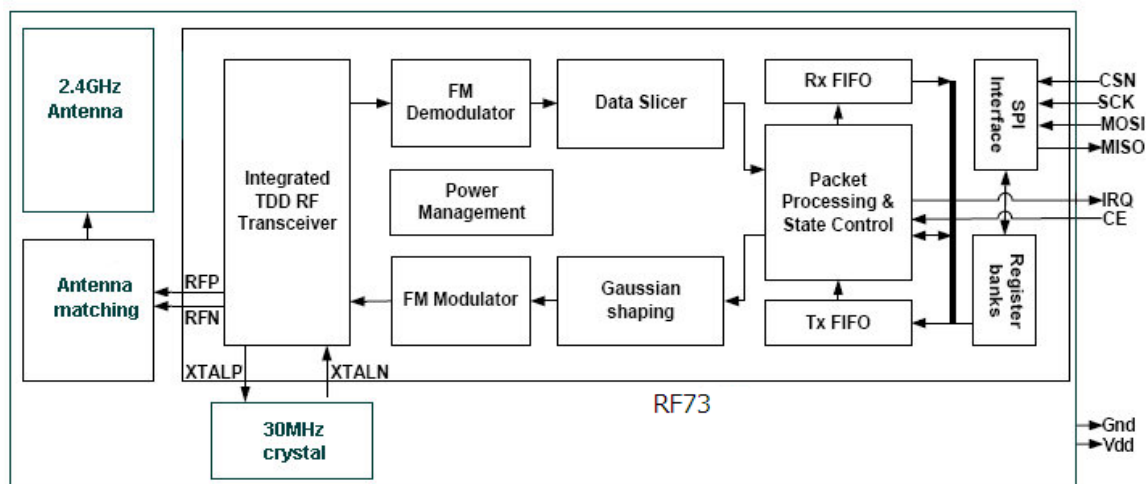 2.4GHz
Antenna
Antenna
matching
RFP
RFN
XTALP
XTALN
30MHz
crystal
Integrated
TDD RF
Transceiver
FM
Demodulator
Data Slicer
Power
Management
FM Modulator
Gaussian
shaping
Rx FIFO
Packet
Processing &
State Control
Tx FIFO
SPI
Interface
Register
banks
CSN
SCK
MOSI
MISO
IRQ
CE
RF73
Gnd
Vdd